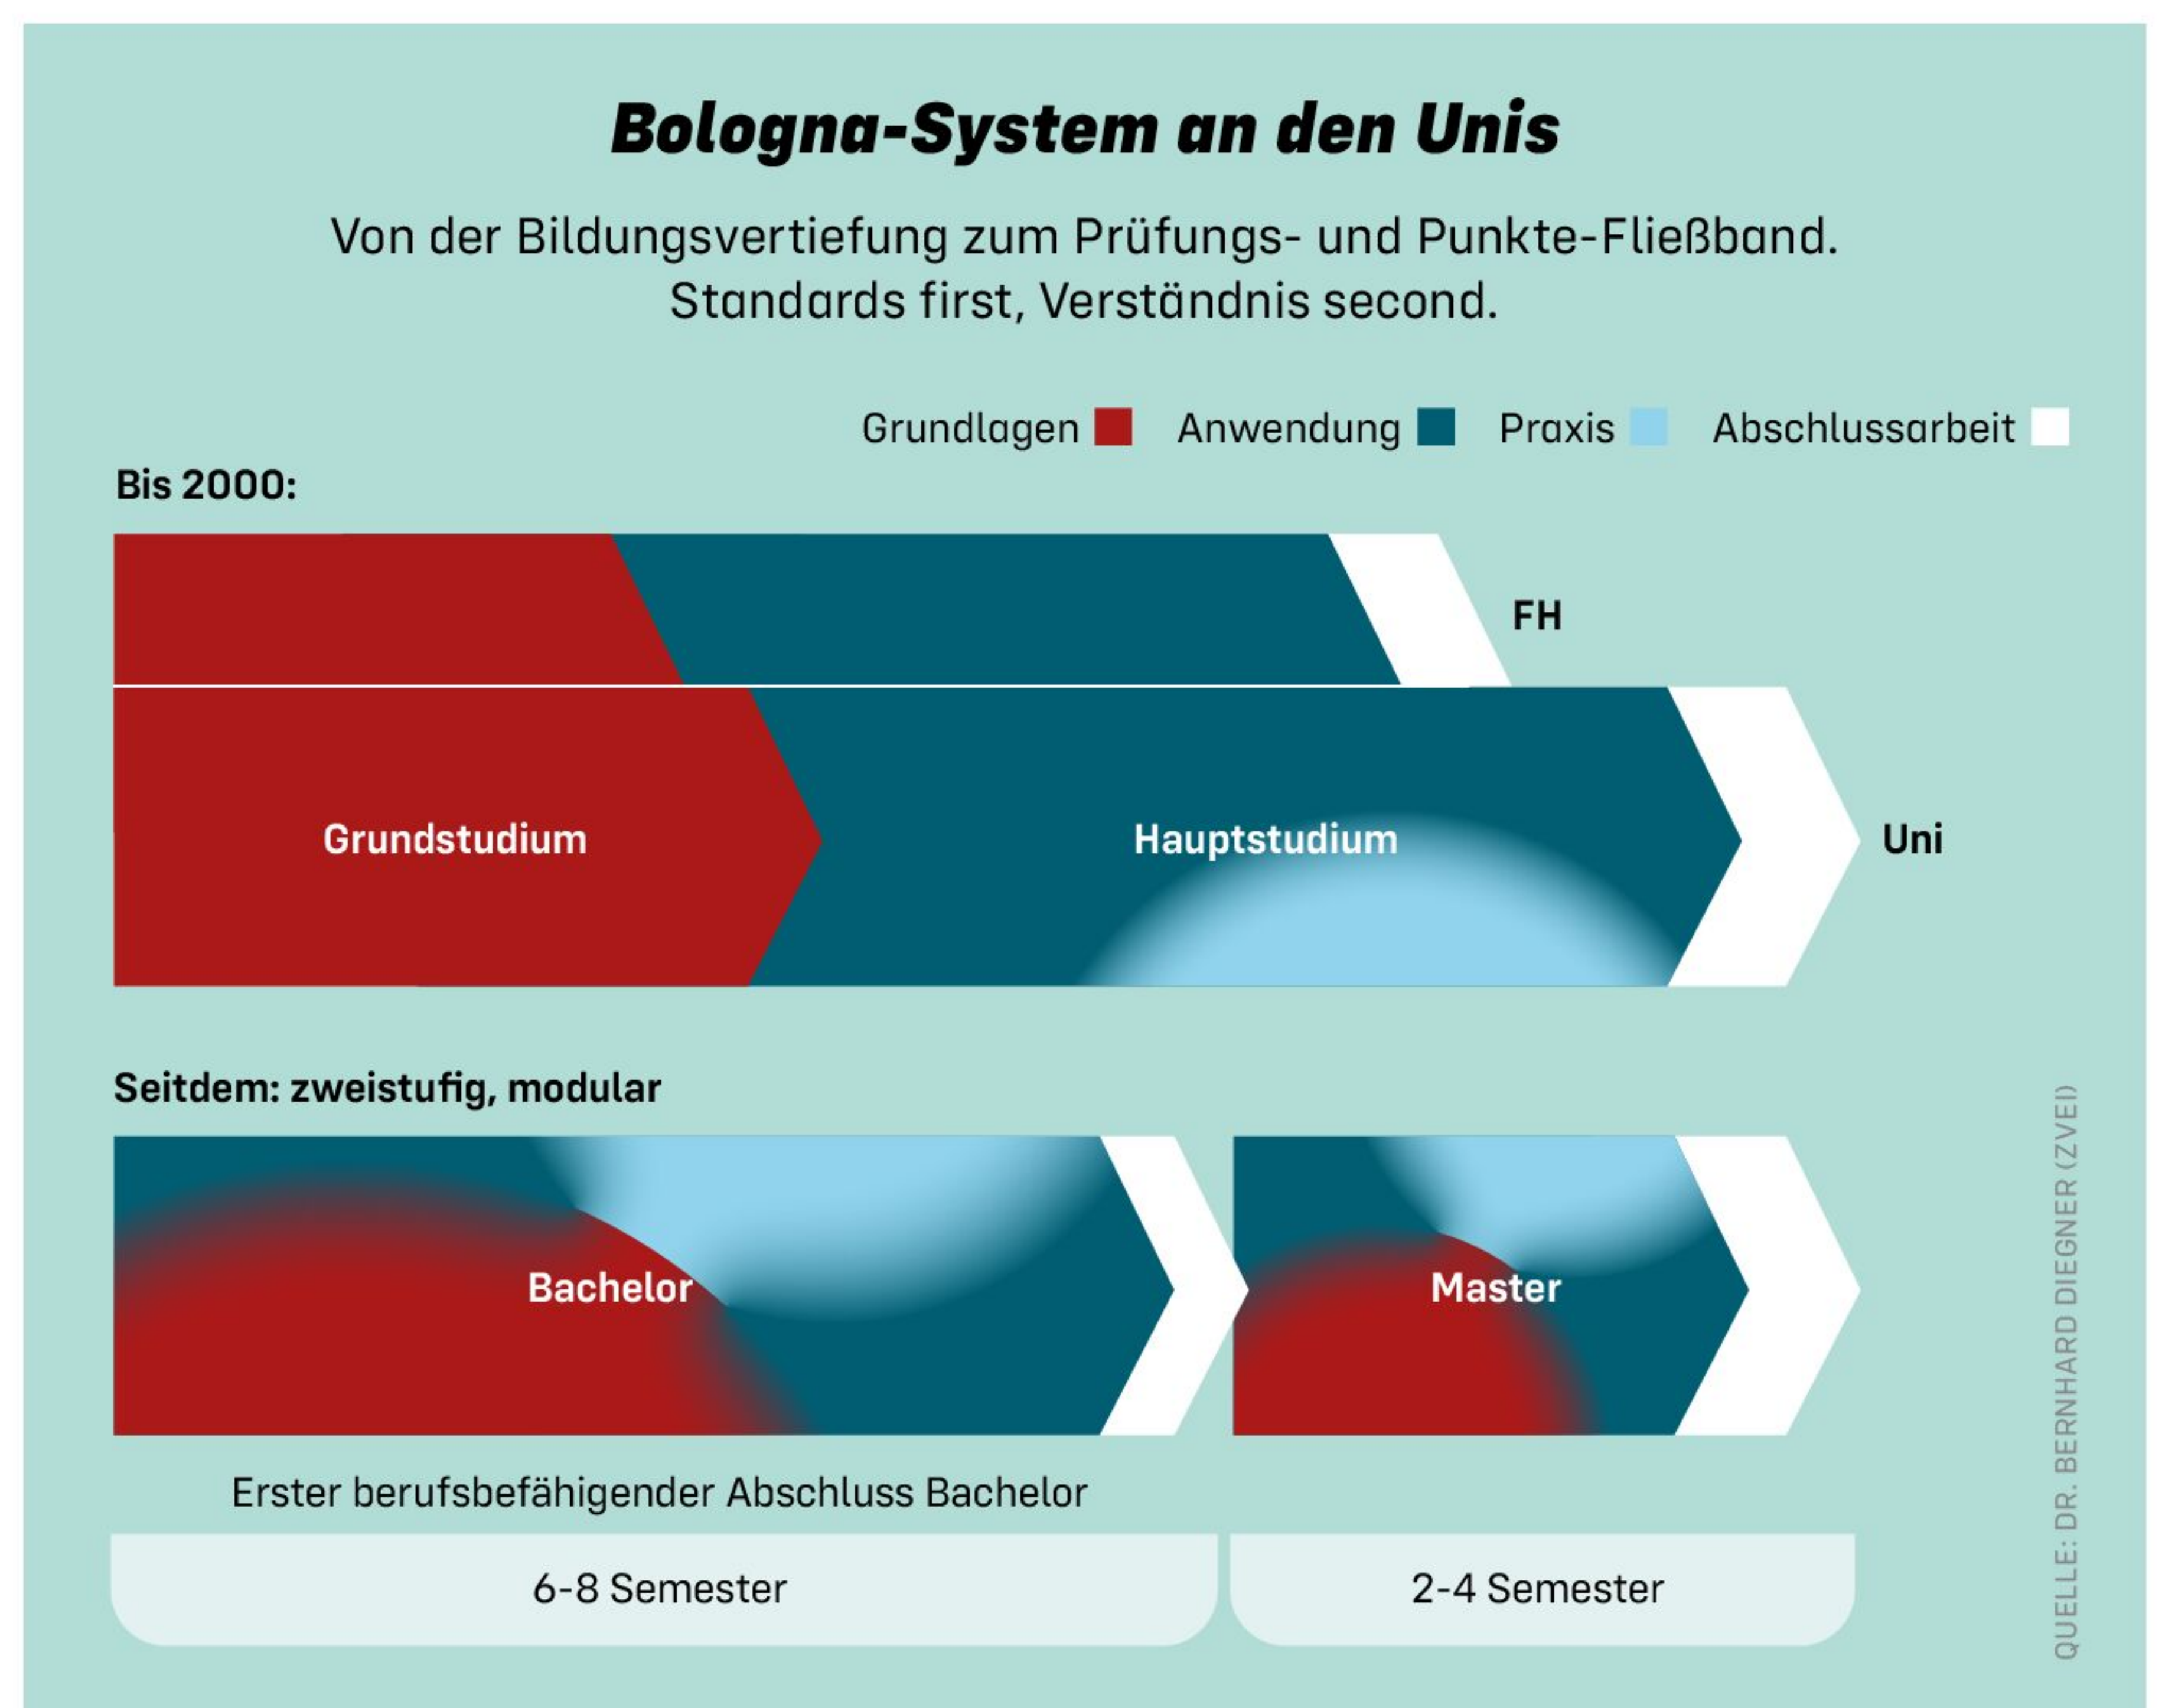 Bologna-System an den Unis
Von der Bildungsvertiefung zum Prüfungs- und Punkte-Fließband.
Standards first, Verständnis second.
Grundlagen Anwendung Praxis Abschlussarbeit
Bis 2000:
FH
Grundstudium Hauptstudium Uni
Seitdem: zweistufig, modular
Bachelor Master
Erster berufsbefähigender Abschluss Bachelor
6-8 Semester 2-4 Semester
QUELLE: DR. BERNHARD DIEGNER (ZVEI)